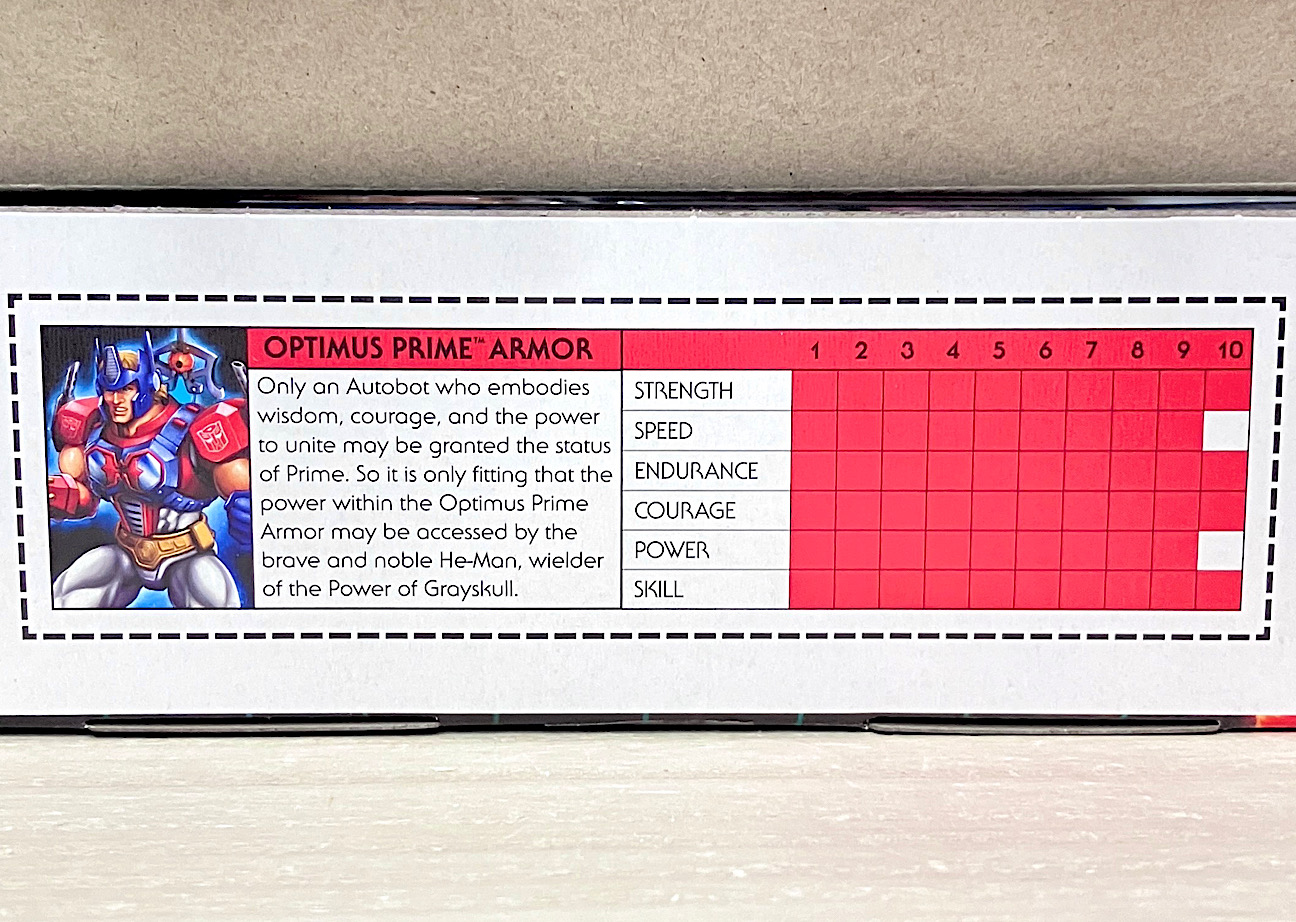 OPTIMUS PRIME™ ARMOR
Only an Autobot who embodies
wisdom, courage, and the power
to unite may be granted the status
of Prime. So it is only fitting that the
power within the Optimus Prime
Armor may be accessed by the
brave and noble He-Man, wielder
of the Power of Grayskull.
1 2 3 4 5 6 7 8 9 10
STRENGTH
SPEED
ENDURANCE
COURAGE
POWER
SKILL